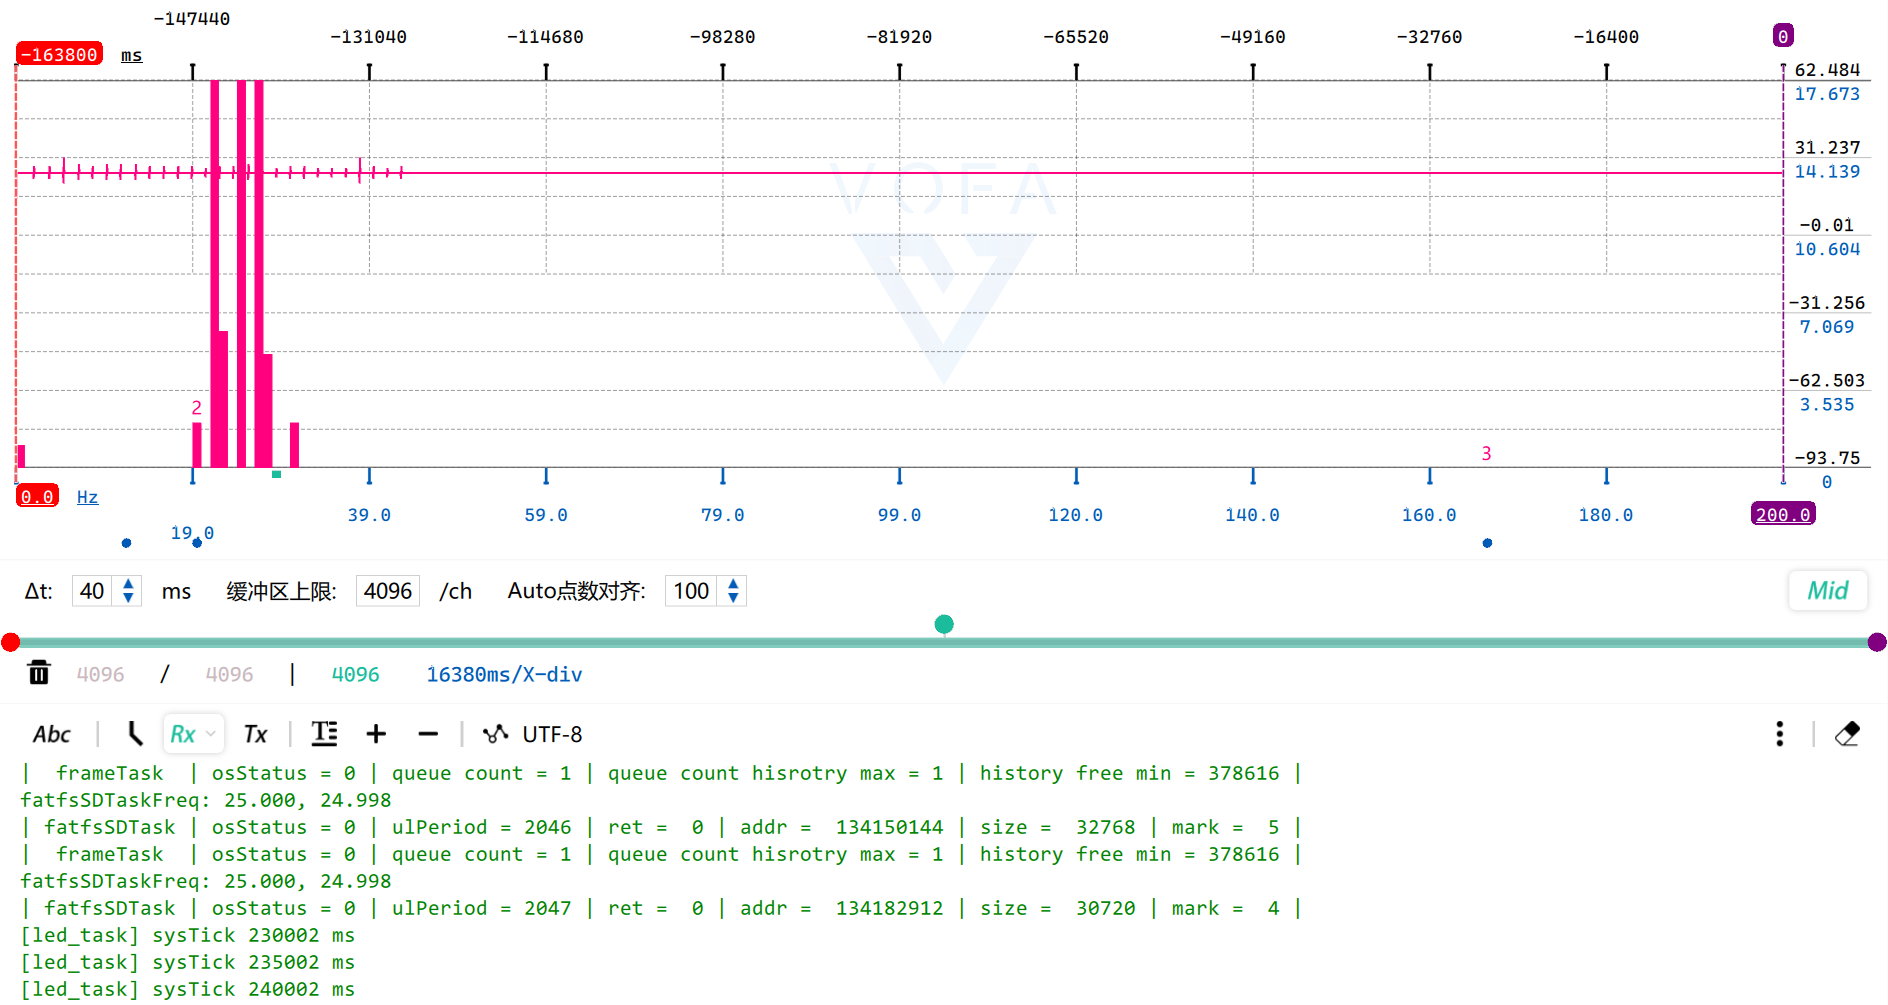 -147440
-131040 -114680 -98280 -81920 -65520 -49160 -32760 -16400 0
-163800 ms
62.484
17.673
31.237
14.139
VOFA
-0.01
10.604
-31.256
7.069
-62.503
3.535
2
3
-93.75
0
0.0 Hz
39.0 59.0 79.0 99.0 120.0 140.0 160.0 180.0 200.0
19.0
Δt: 40 ms 缓冲区上限: 4096 /ch Auto点数对齐: 100 Mid
4096 / 4096 | 4096 16380ms/X-div
Abc | Rx Tx | T + − | UTF-8
| frameTask | osStatus = 0 | queue count = 1 | queue count hisrotry max = 1 | history free min = 378616 |
fatfsSDTaskFreq: 25.000, 24.998
| fatfsSDTask | osStatus = 0 | ulPeriod = 2046 | ret = 0 | addr = 134150144 | size = 32768 | mark = 5 |
| frameTask | osStatus = 0 | queue count = 1 | queue count hisrotry max = 1 | history free min = 378616 |
fatfsSDTaskFreq: 25.000, 24.998
| fatfsSDTask | osStatus = 0 | ulPeriod = 2047 | ret = 0 | addr = 134182912 | size = 30720 | mark = 4 |
[led_task] sysTick 230002 ms
[led_task] sysTick 235002 ms
[led_task] sysTick 240002 ms